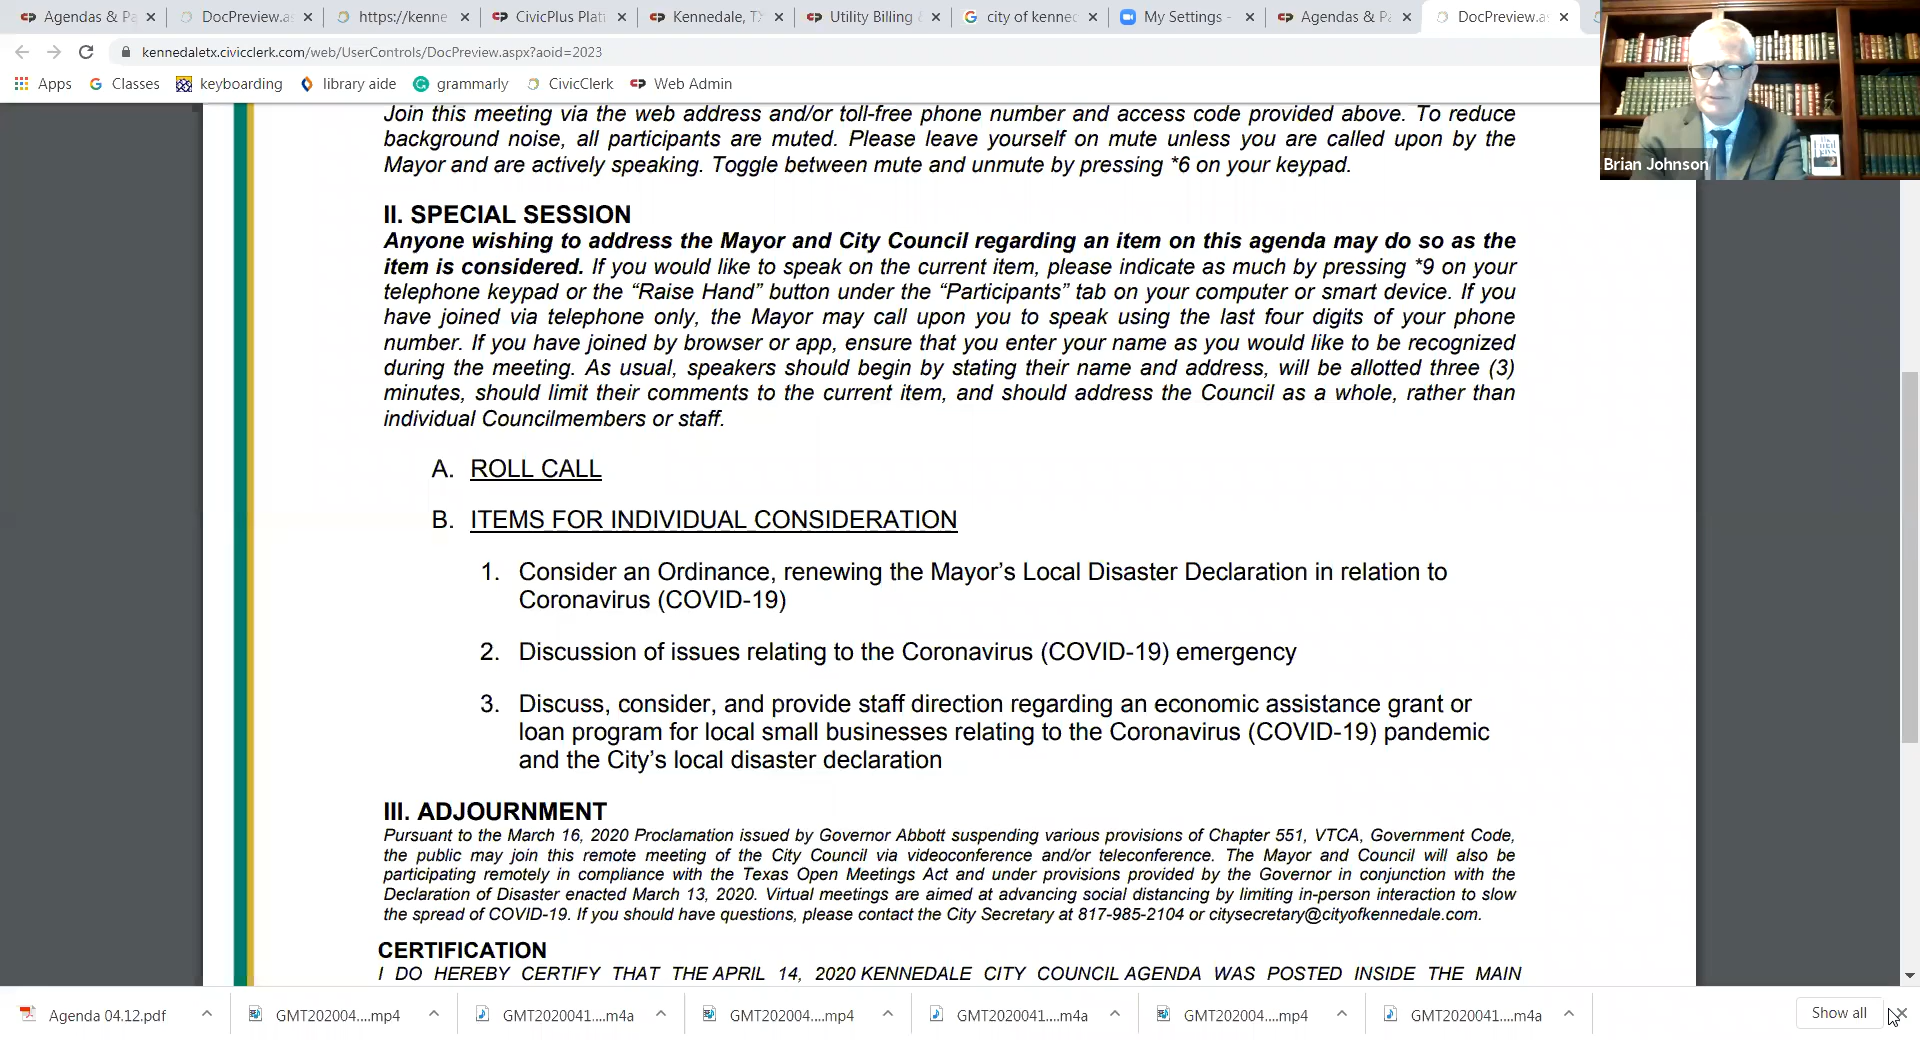 Agendas & Pa
DocPreview.as
https://kenne
CivicPlus Platf
Kennedale, TX
Utility Billing
city of kenned
My Settings -
Agendas & Pa
DocPreview.as
kennedaletx.civicclerk.com/web/UserControls/DocPreview.aspx?aoid=2023
Apps Classes keyboarding library aide grammarly CivicClerk Web Admin
Brian Johnson
Join this meeting via the web address and/or toll-free phone number and access code provided above. To reduce
background noise, all participants are muted. Please leave yourself on mute unless you are called upon by the
Mayor and are actively speaking. Toggle between mute and unmute by pressing *6 on your keypad.
II. SPECIAL SESSION
Anyone wishing to address the Mayor and City Council regarding an item on this agenda may do so as the
item is considered. If you would like to speak on the current item, please indicate as much by pressing *9 on your
telephone keypad or the “Raise Hand” button under the “Participants” tab on your computer or smart device. If you
have joined via telephone only, the Mayor may call upon you to speak using the last four digits of your phone
number. If you have joined by browser or app, ensure that you enter your name as you would like to be recognized
during the meeting. As usual, speakers should begin by stating their name and address, will be allotted three (3)
minutes, should limit their comments to the current item, and should address the Council as a whole, rather than
individual Councilmembers or staff.
A. ROLL CALL
B. ITEMS FOR INDIVIDUAL CONSIDERATION
1. Consider an Ordinance, renewing the Mayor’s Local Disaster Declaration in relation to
Coronavirus (COVID-19)
2. Discussion of issues relating to the Coronavirus (COVID-19) emergency
3. Discuss, consider, and provide staff direction regarding an economic assistance grant or
loan program for local small businesses relating to the Coronavirus (COVID-19) pandemic
and the City’s local disaster declaration
III. ADJOURNMENT
Pursuant to the March 16, 2020 Proclamation issued by Governor Abbott suspending various provisions of Chapter 551, VTCA, Government Code,
the public may join this remote meeting of the City Council via videoconference and/or teleconference. The Mayor and Council will also be
participating remotely in compliance with the Texas Open Meetings Act and under provisions provided by the Governor in conjunction with the
Declaration of Disaster enacted March 13, 2020. Virtual meetings are aimed at advancing social distancing by limiting in-person interaction to slow
the spread of COVID-19. If you should have questions, please contact the City Secretary at 817-985-2104 or citysecretary@cityofkennedale.com.
CERTIFICATION
I DO HEREBY CERTIFY THAT THE APRIL 14, 2020 KENNEDALE CITY COUNCIL AGENDA WAS POSTED INSIDE THE MAIN
Agenda 04.12.pdf
GMT202004....mp4
GMT2020041....m4a
GMT202004....mp4
GMT2020041....m4a
GMT202004....mp4
GMT2020041....m4a
Show all